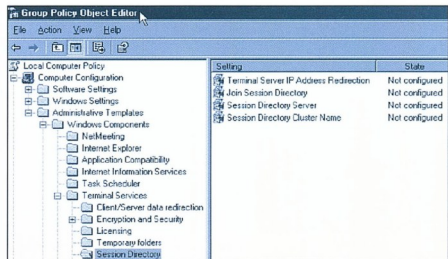 Group Policy Object Editor
File Action View Help
Local Computer Policy
Computer Configuration
Software Settings
Windows Settings
Administrative Templates
Windows Components
NetMeeting
Internet Explorer
Application Compatibility
Internet Information Services
Task Scheduler
Terminal Services
Client/Server data redirection
Encryption and Security
Licensing
Temporary folders
Session Directory
Setting State
Terminal Server IP Address Redirection Not configured
Join Session Directory Not configured
Session Directory Server Not configured
Session Directory Cluster Name Not configured